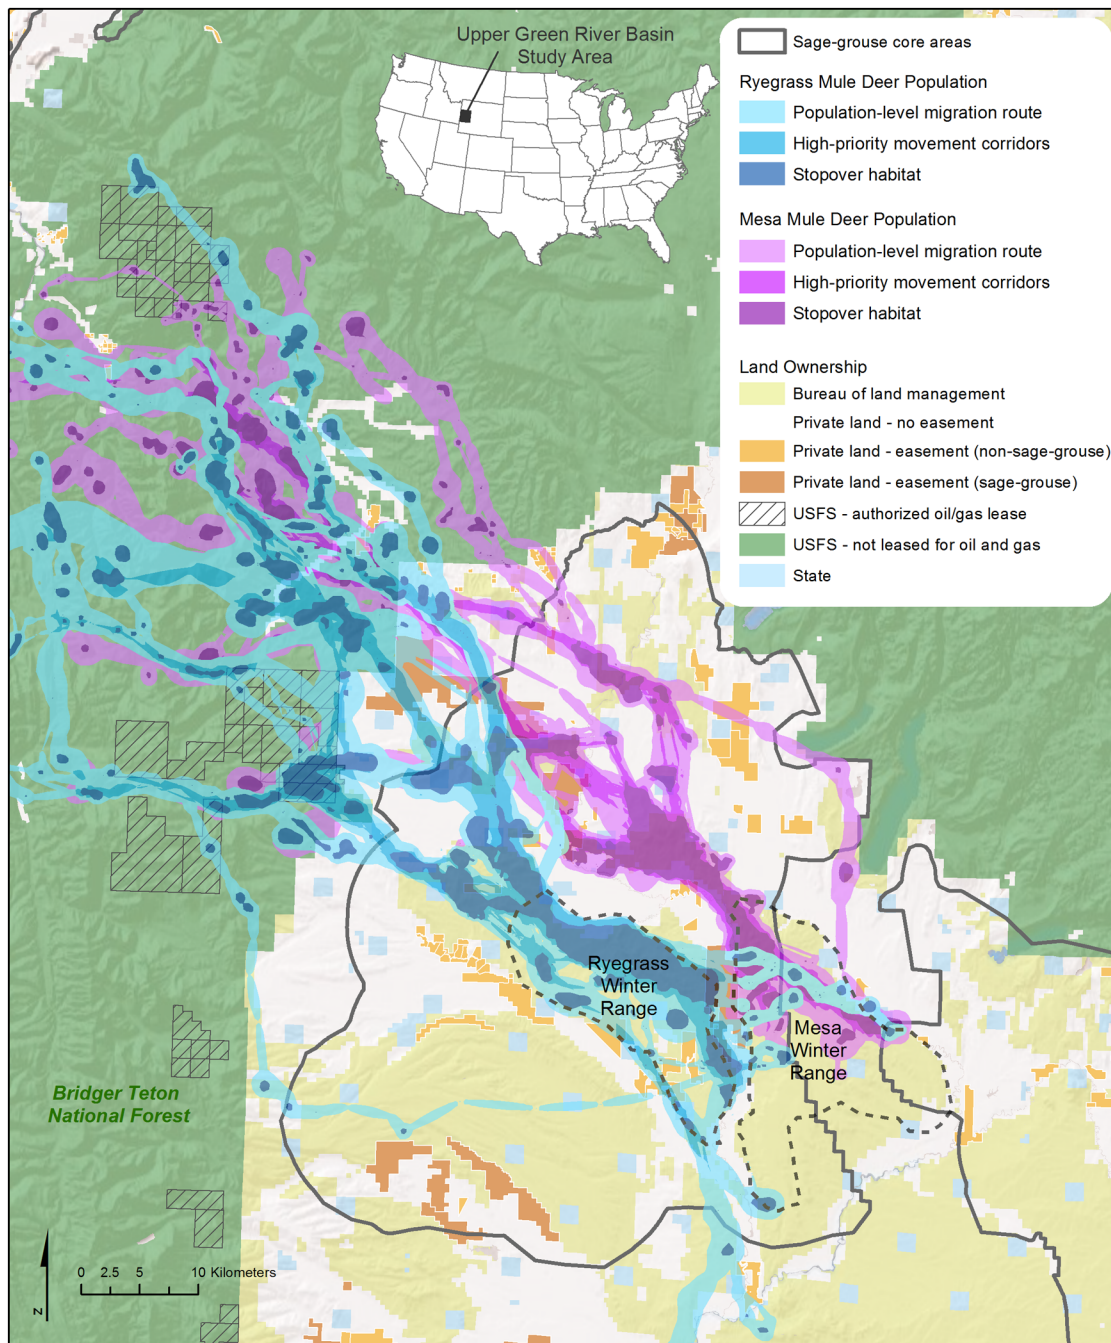 Upper Green River Basin
Study Area
Sage-grouse core areas
Ryegrass Mule Deer Population
Population-level migration route
High-priority movement corridors
Stopover habitat
Mesa Mule Deer Population
Population-level migration route
High-priority movement corridors
Stopover habitat
Land Ownership
Bureau of land management
Private land - no easement
Private land - easement (non-sage-grouse)
Private land - easement (sage-grouse)
USFS - authorized oil/gas lease
USFS - not leased for oil and gas
State
Ryegrass
Winter
Range
Mesa
Winter
Range
Bridger Teton
National Forest
0 2.5 5 10 Kilometers
N